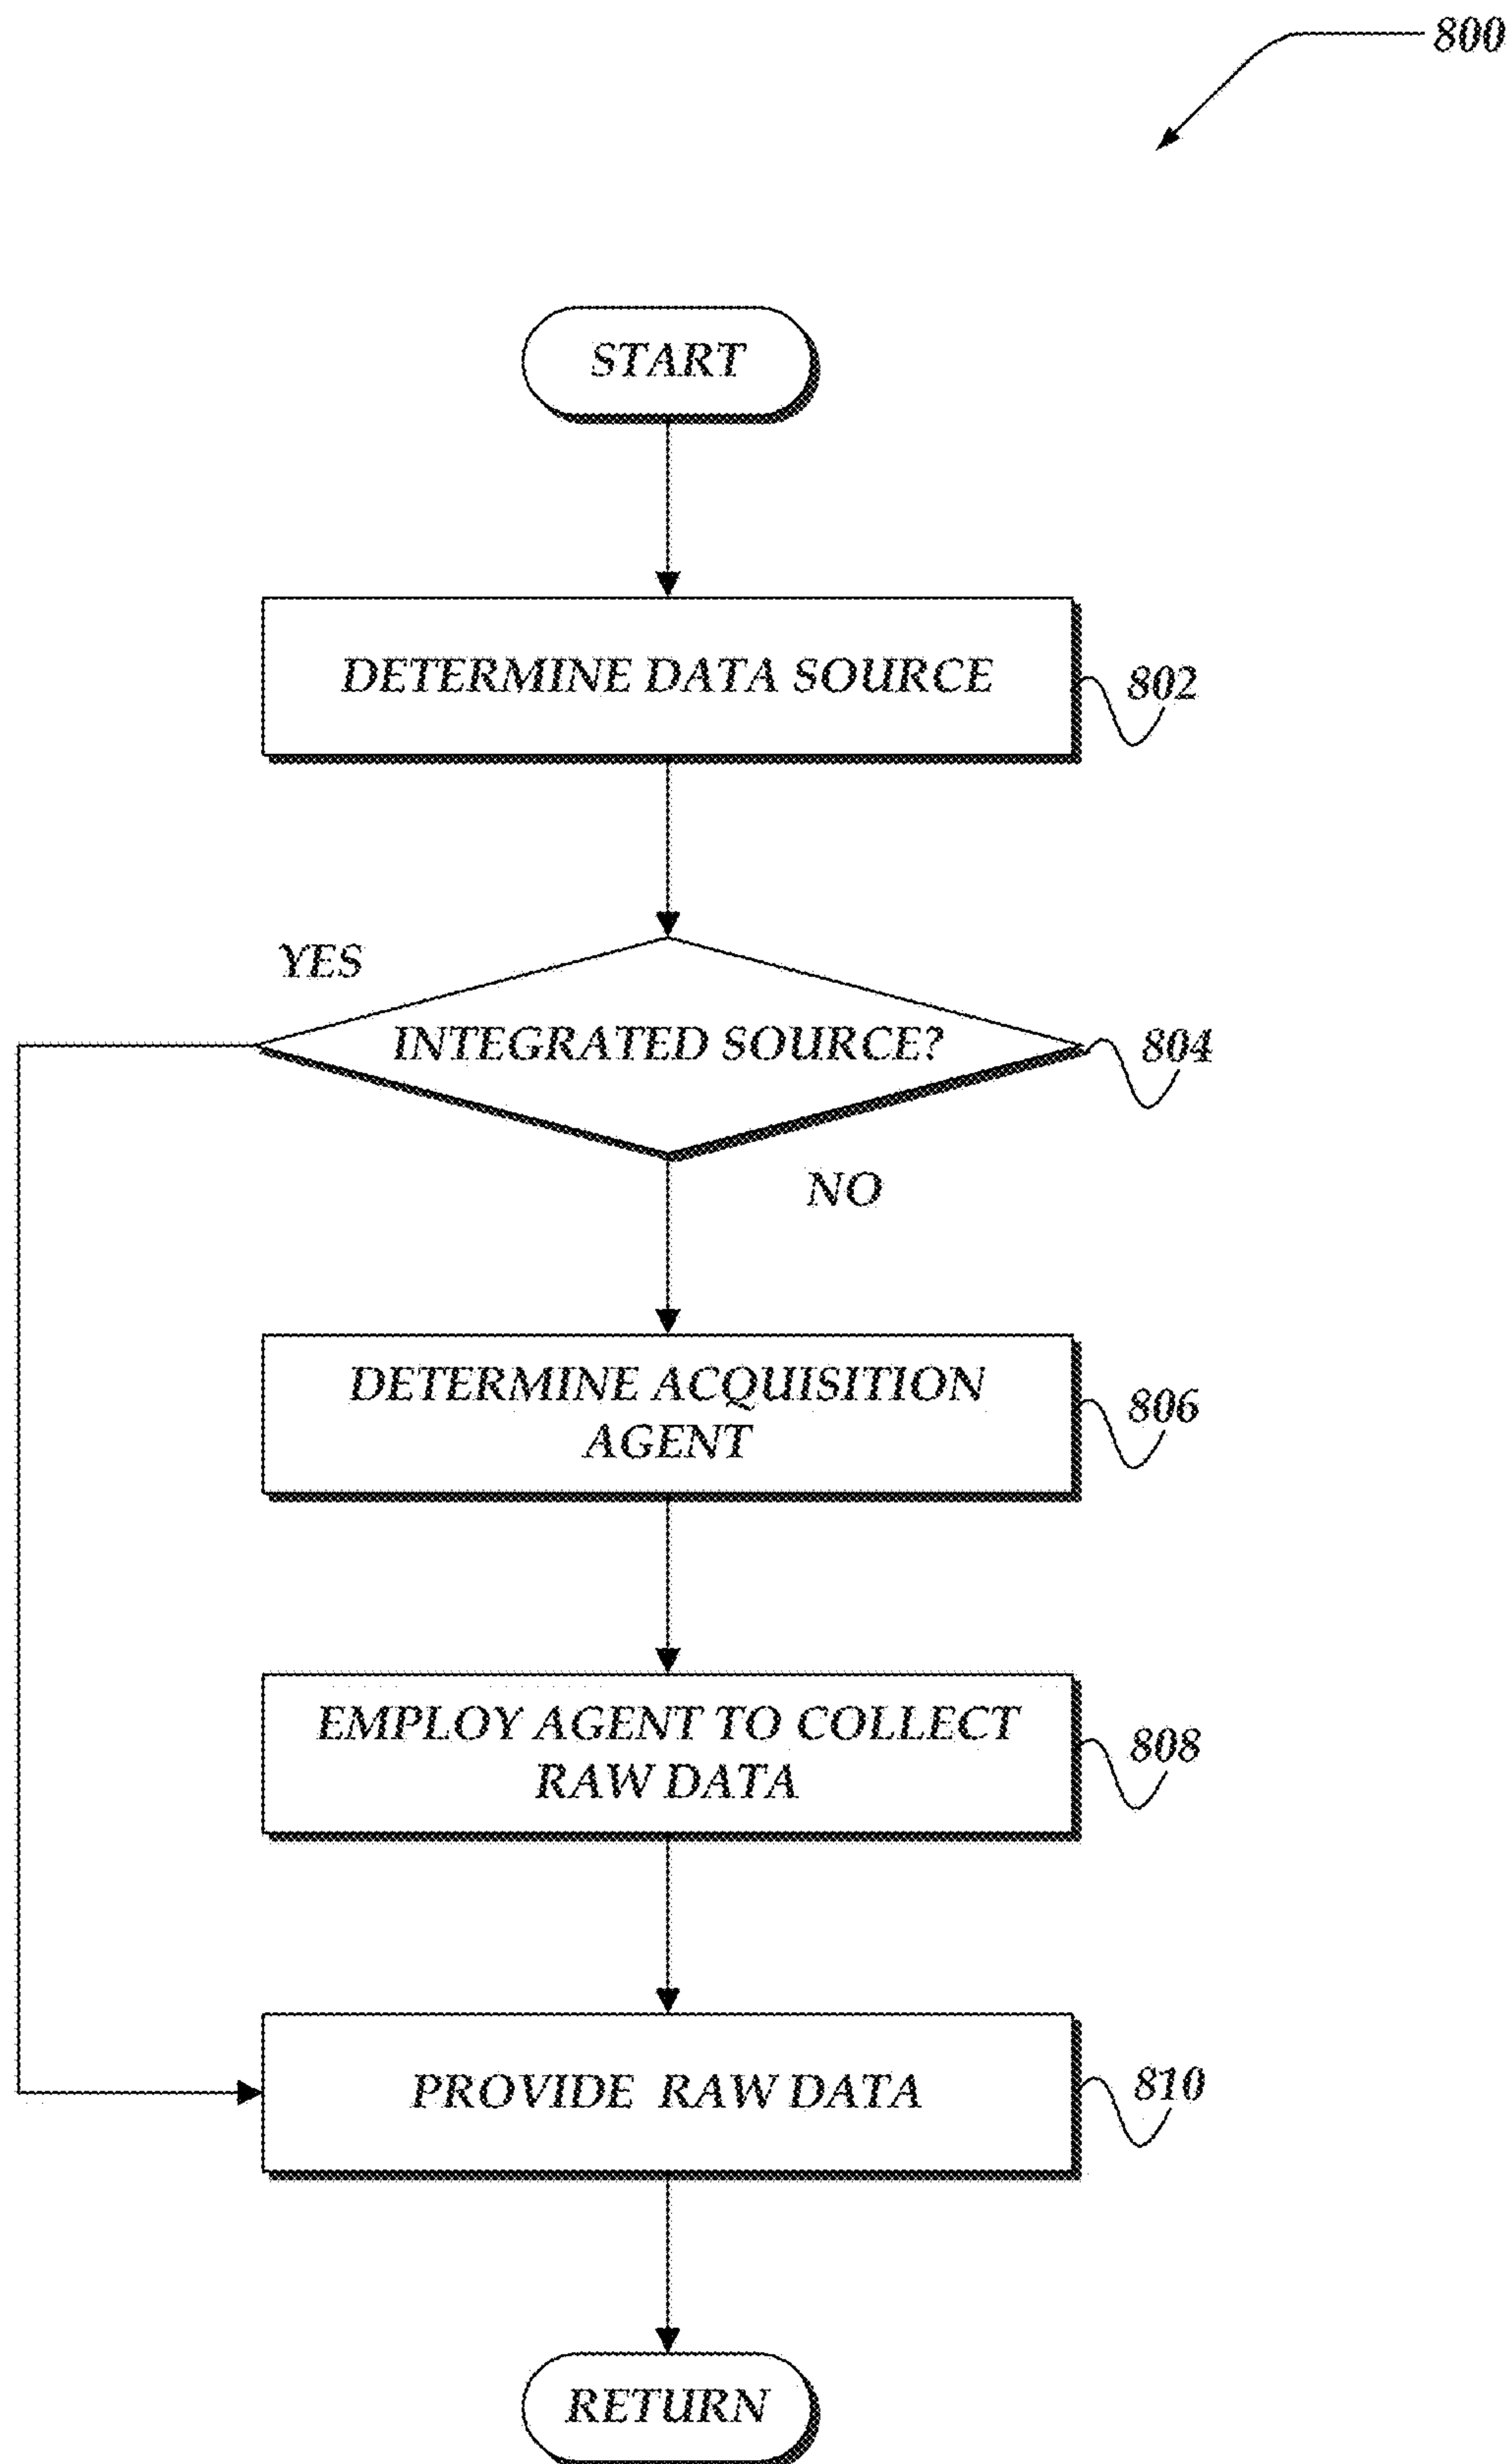 800
START
DETERMINE DATA SOURCE
802
YES
INTEGRATED SOURCE?
804
NO
DETERMINE ACQUISITION
AGENT
806
EMPLOY AGENT TO COLLECT
RAW DATA
808
PROVIDE RAW DATA
810
RETURN